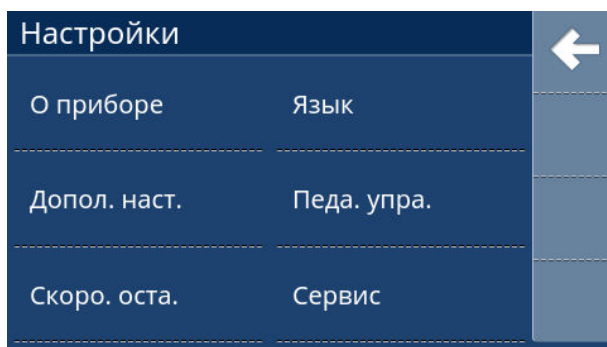 Настройки
О приборе
Язык
Допол. наст.
Педа. упра.
Скоро. оста.
Сервис